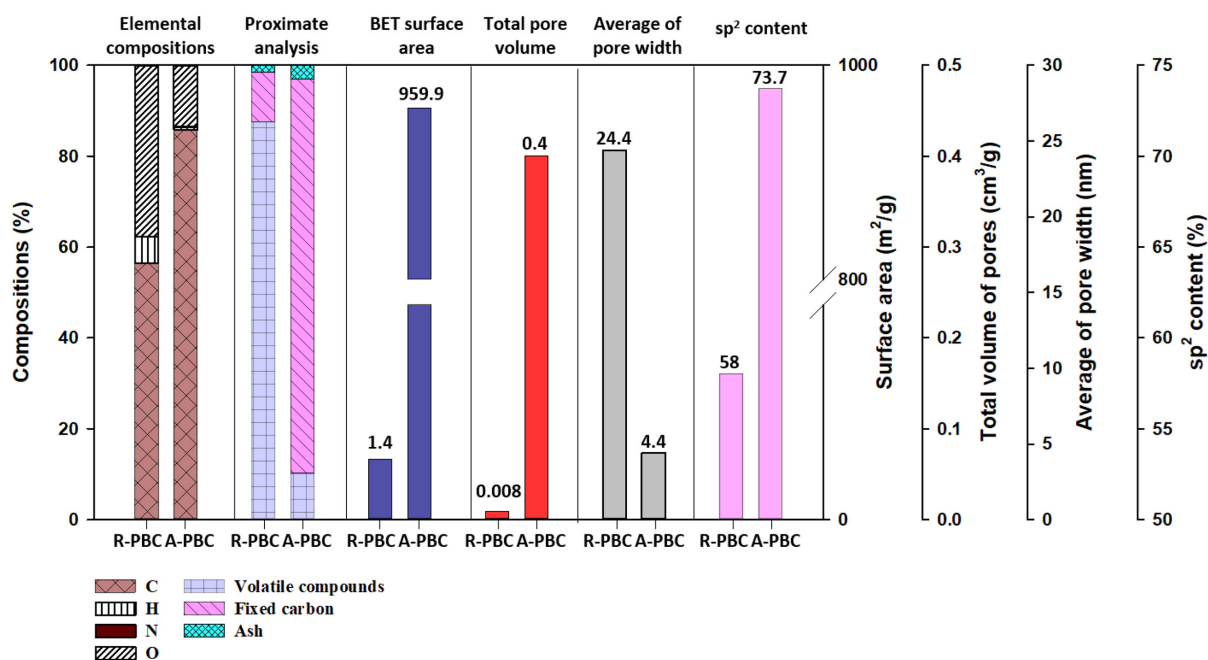 Elemental compositions
Proximate analysis
BET surface area
Total pore volume
Average of pore width
sp² content
Compositions (%)
100
80
60
40
20
0
1.4
959.9
0.008
0.4
24.4
4.4
58
73.7
R-PBC A-PBC
R-PBC A-PBC
R-PBC A-PBC
R-PBC A-PBC
R-PBC A-PBC
R-PBC A-PBC
1000
800
0
Surface area (m²/g)
0.5
0.4
0.3
0.2
0.1
0.0
Total volume of pores (cm³/g)
30
25
20
15
10
5
0
Average of pore width (nm)
75
70
65
60
55
50
sp² content (%)
C
H
N
O
Volatile compounds
Fixed carbon
Ash